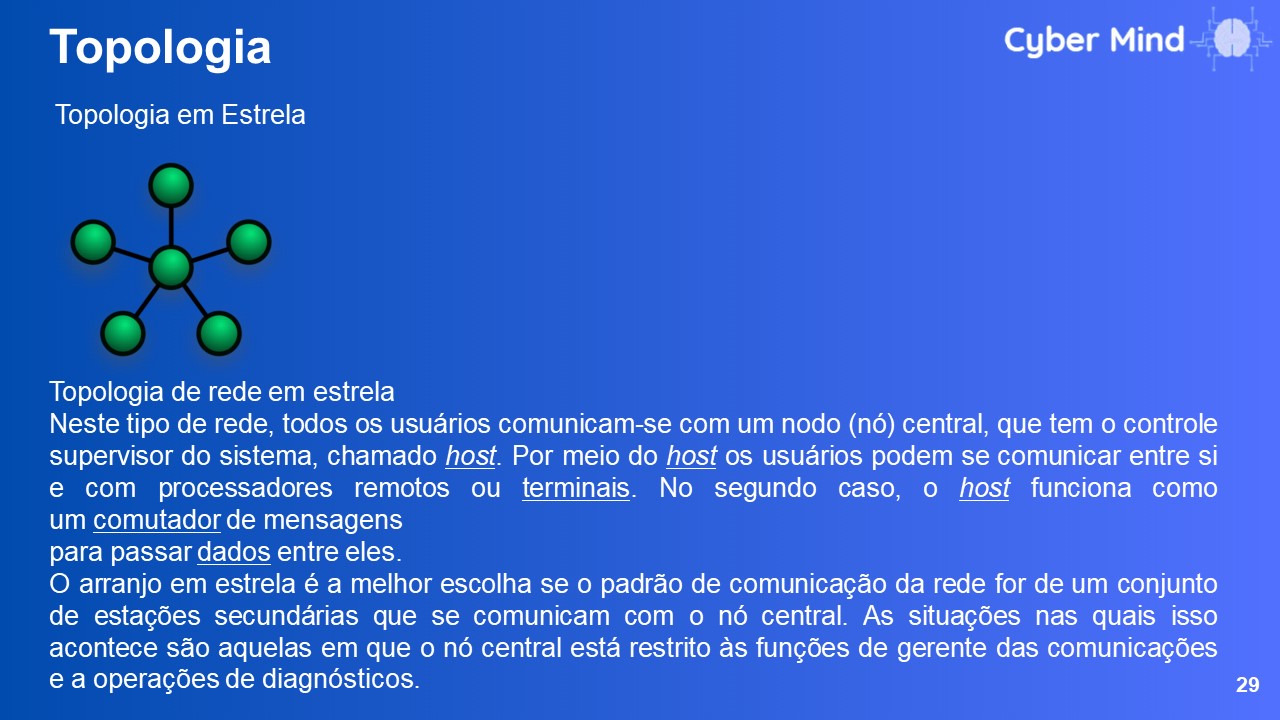 Topologia
Cyber Mind
Topologia em Estrela
Topologia de rede em estrela
Neste tipo de rede, todos os usuários comunicam-se com um nodo (nó) central, que tem o controle
supervisor do sistema, chamado host. Por meio do host os usuários podem se comunicar entre si
e com processadores remotos ou terminais. No segundo caso, o host funciona como
um comutador de mensagens
para passar dados entre eles.
O arranjo em estrela é a melhor escolha se o padrão de comunicação da rede for de um conjunto
de estações secundárias que se comunicam com o nó central. As situações nas quais isso
acontece são aquelas em que o nó central está restrito às funções de gerente das comunicações
e a operações de diagnósticos.
29